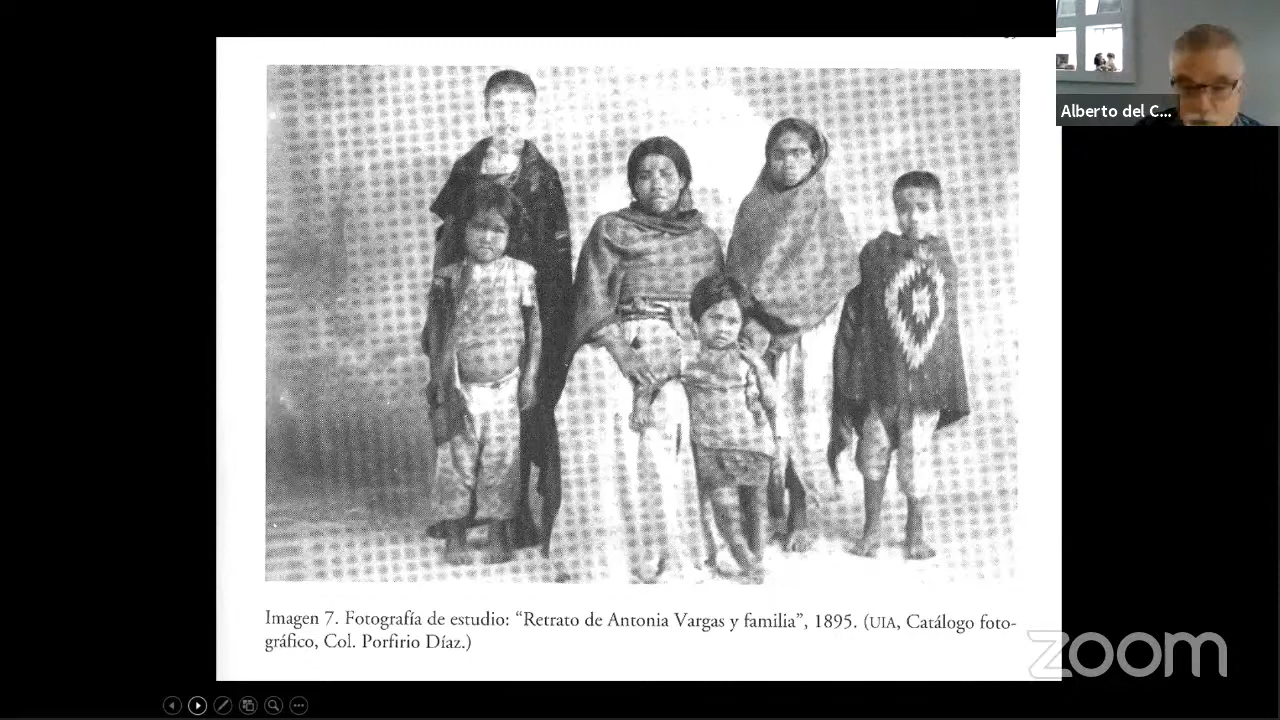 Alberto del C...
Imagen 7. Fotografía de estudio: “Retrato de Antonia Vargas y familia”, 1895. (UIA, Catálogo foto-
gráfico, Col. Porfirio Díaz.)
zoom